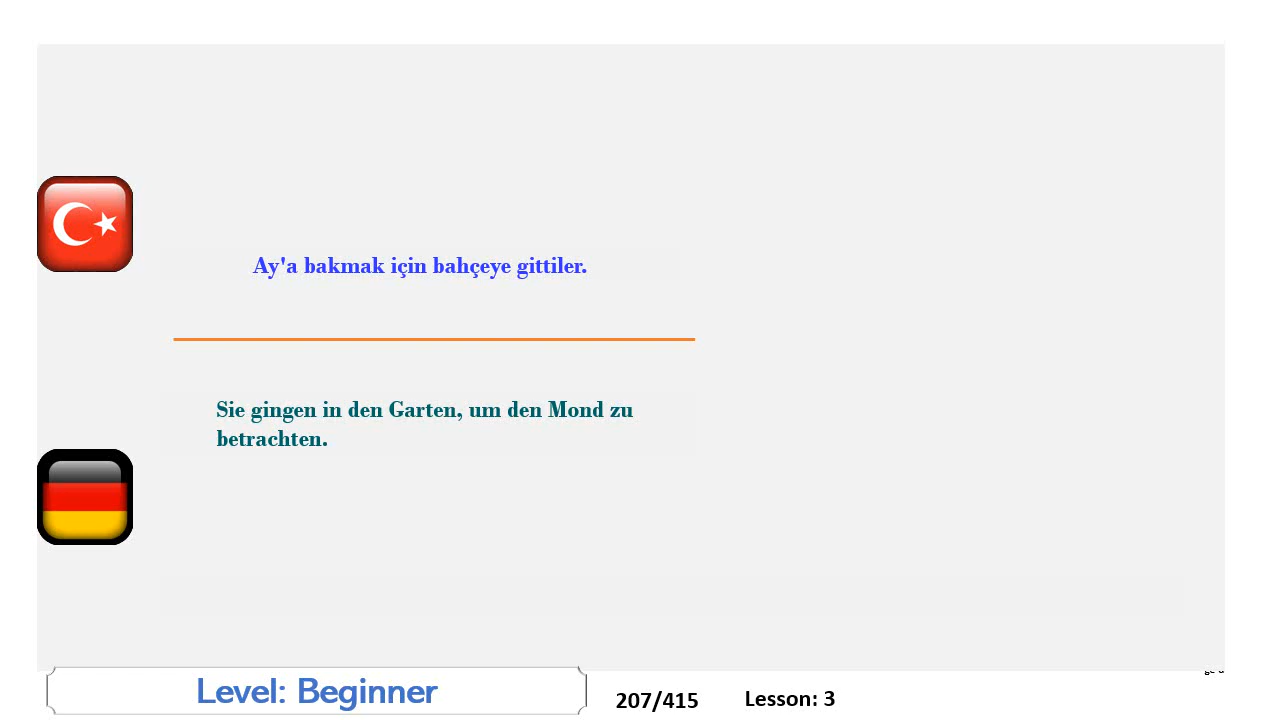 Ay'a bakmak için bahçeye gittiler.
Sie gingen in den Garten, um den Mond zu
betrachten.
Level: Beginner
207/415
Lesson: 3